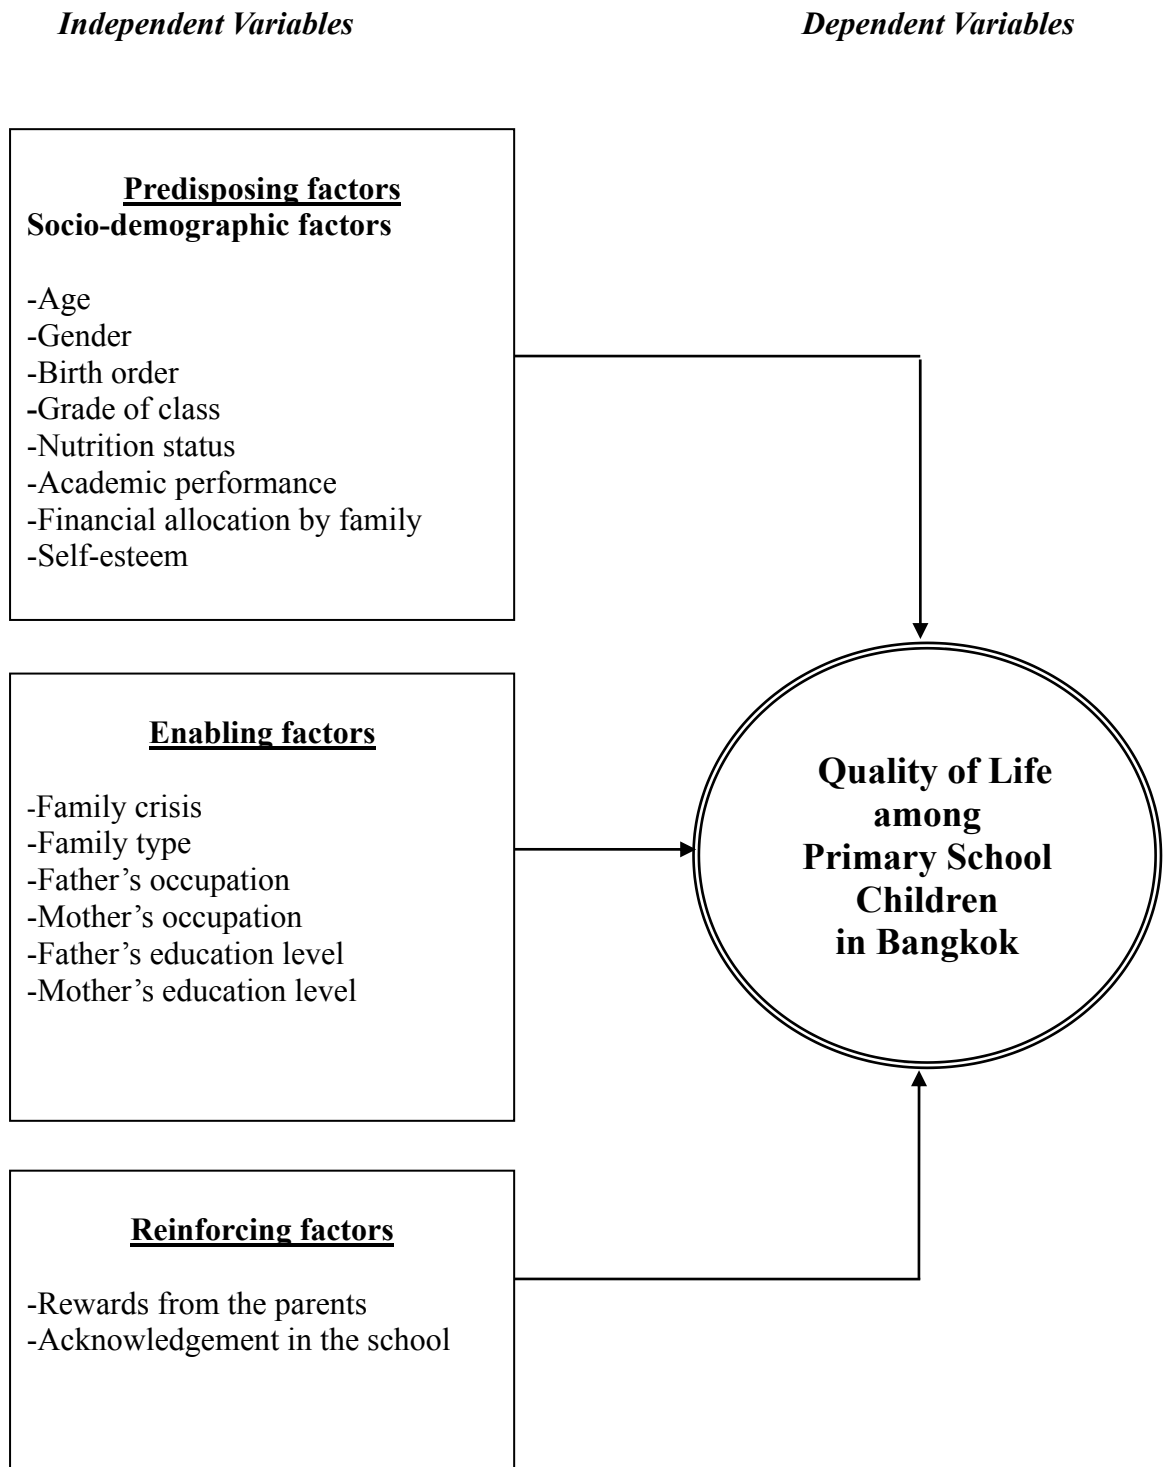 Independent Variables
Dependent Variables
Predisposing factors
Socio-demographic factors
-Age
-Gender
-Birth order
-Grade of class
-Nutrition status
-Academic performance
-Financial allocation by family
-Self-esteem
Enabling factors
-Family crisis
-Family type
-Father’s occupation
-Mother’s occupation
-Father’s education level
-Mother’s education level
Quality of Life
among
Primary School
Children
in Bangkok
Reinforcing factors
-Rewards from the parents
-Acknowledgement in the school